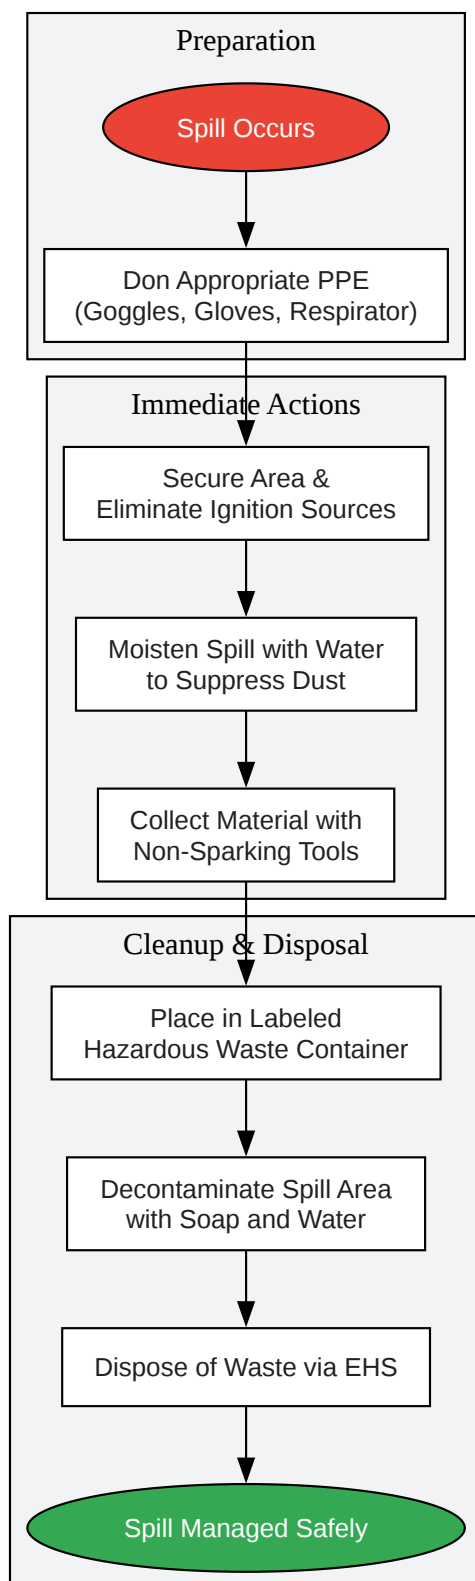 Preparation
Spill Occurs
Don Appropriate PPE
(Goggles, Gloves, Respirator)
Immediate Actions
Secure Area &
Eliminate Ignition Sources
Moisten Spill with Water
to Suppress Dust
Collect Material with
Non-Sparking Tools
Cleanup & Disposal
Place in Labeled
Hazardous Waste Container
Decontaminate Spill Area
with Soap and Water
Dispose of Waste via EHS
Spill Managed Safely